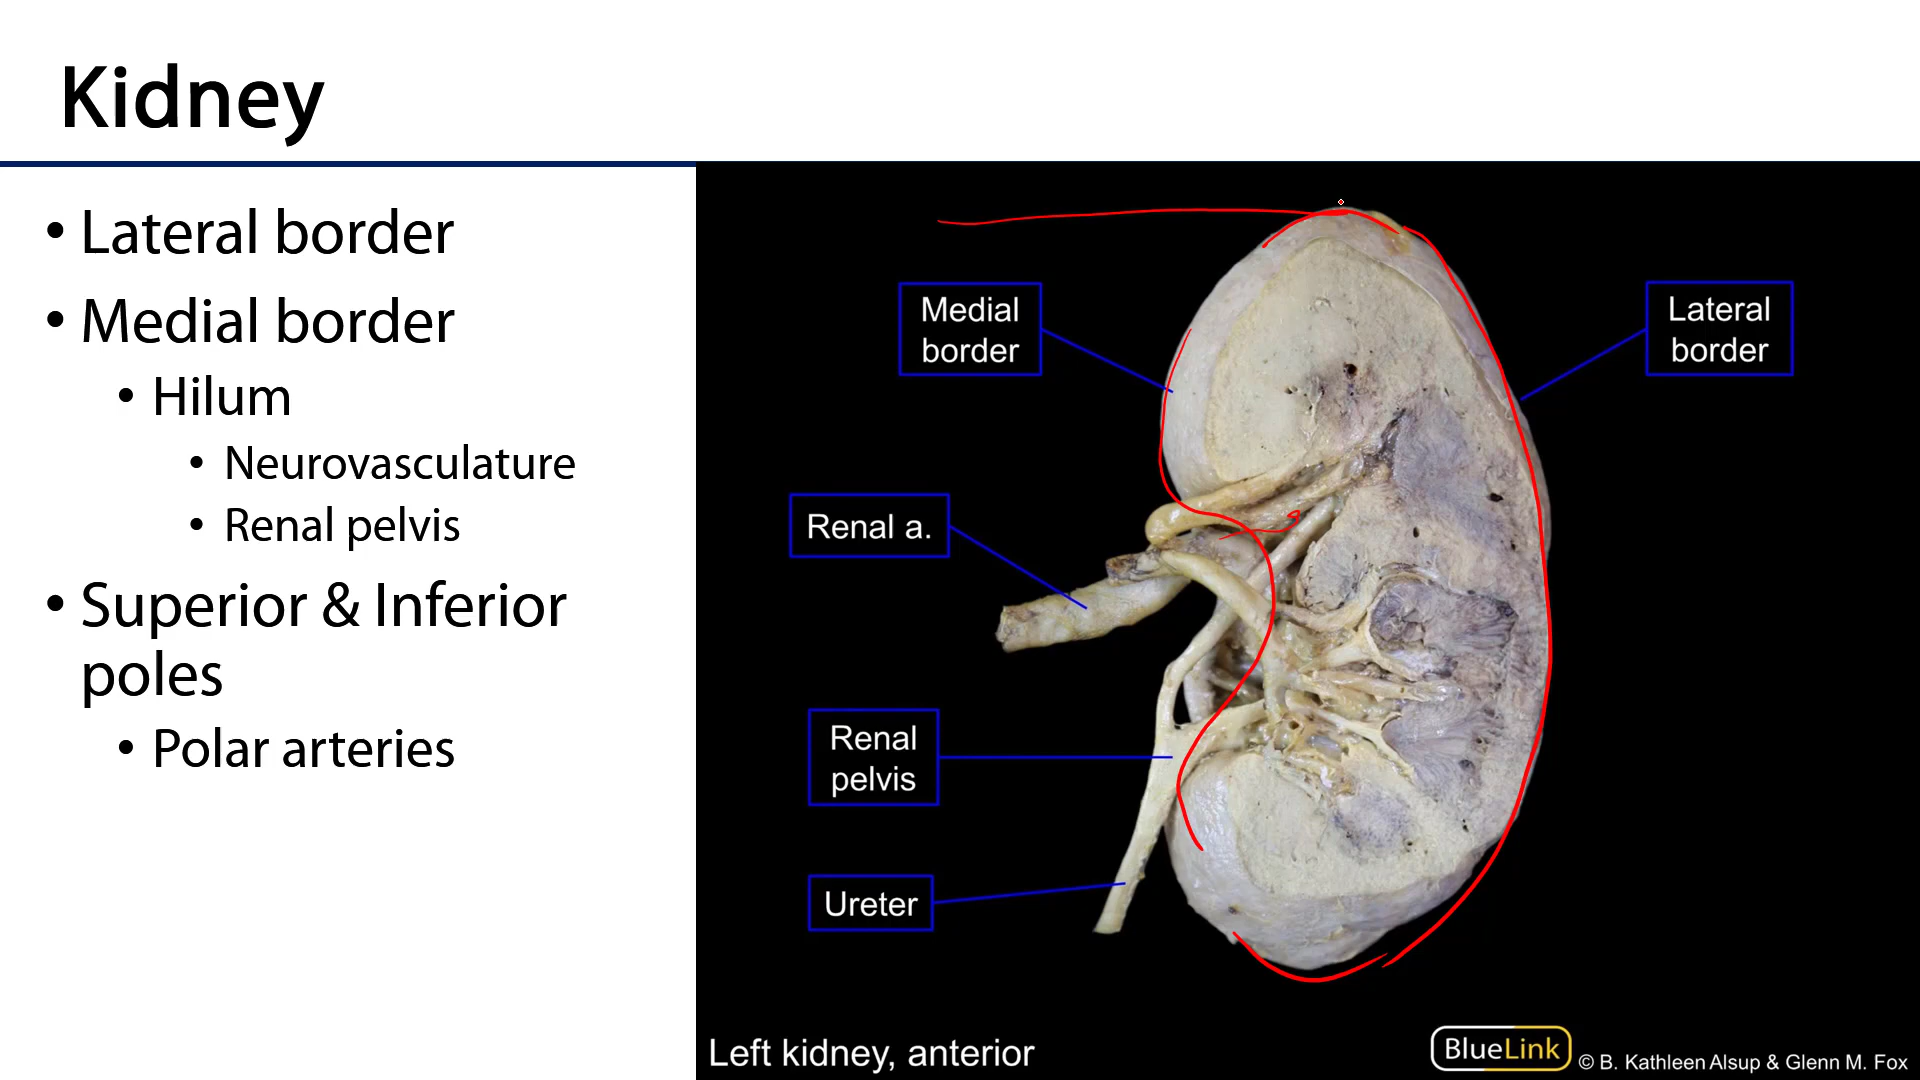 Kidney
• Lateral border
• Medial border
• Hilum
• Neurovasculature
• Renal pelvis
• Superior & Inferior
poles
• Polar arteries
Medial
border
Lateral
border
Renal a.
Renal
pelvis
Ureter
Left kidney, anterior
BlueLink
© B. Kathleen Alsup & Glenn M. Fox